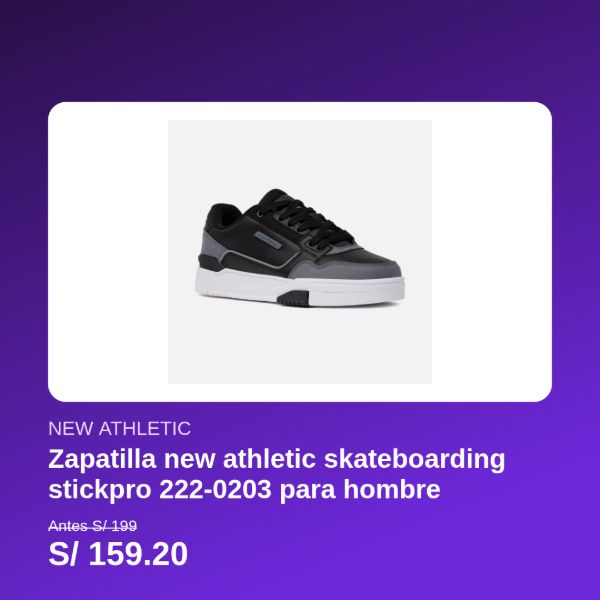 NEW ATHLETIC
Zapatilla new athletic skateboarding
stickpro 222-0203 para hombre
Antes S/ 199
S/ 159.20